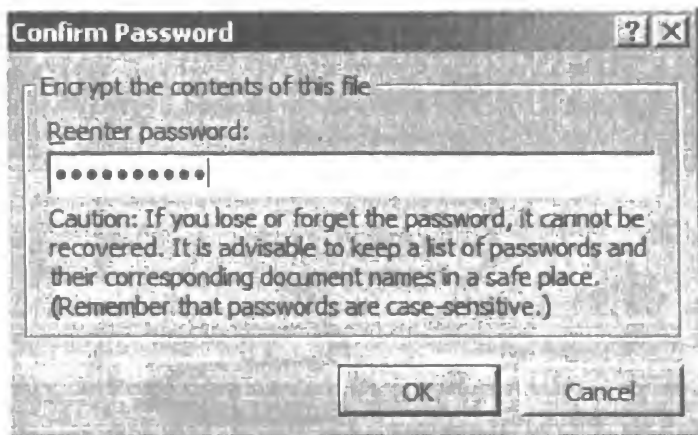 Confirm Password
? X
Encrypt the contents of this file
Reenter password:
●●●●●●●●●●
Caution: If you lose or forget the password, it cannot be
recovered. It is advisable to keep a list of passwords and
their corresponding document names in a safe place.
(Remember that passwords are case-sensitive.)
OK Cancel